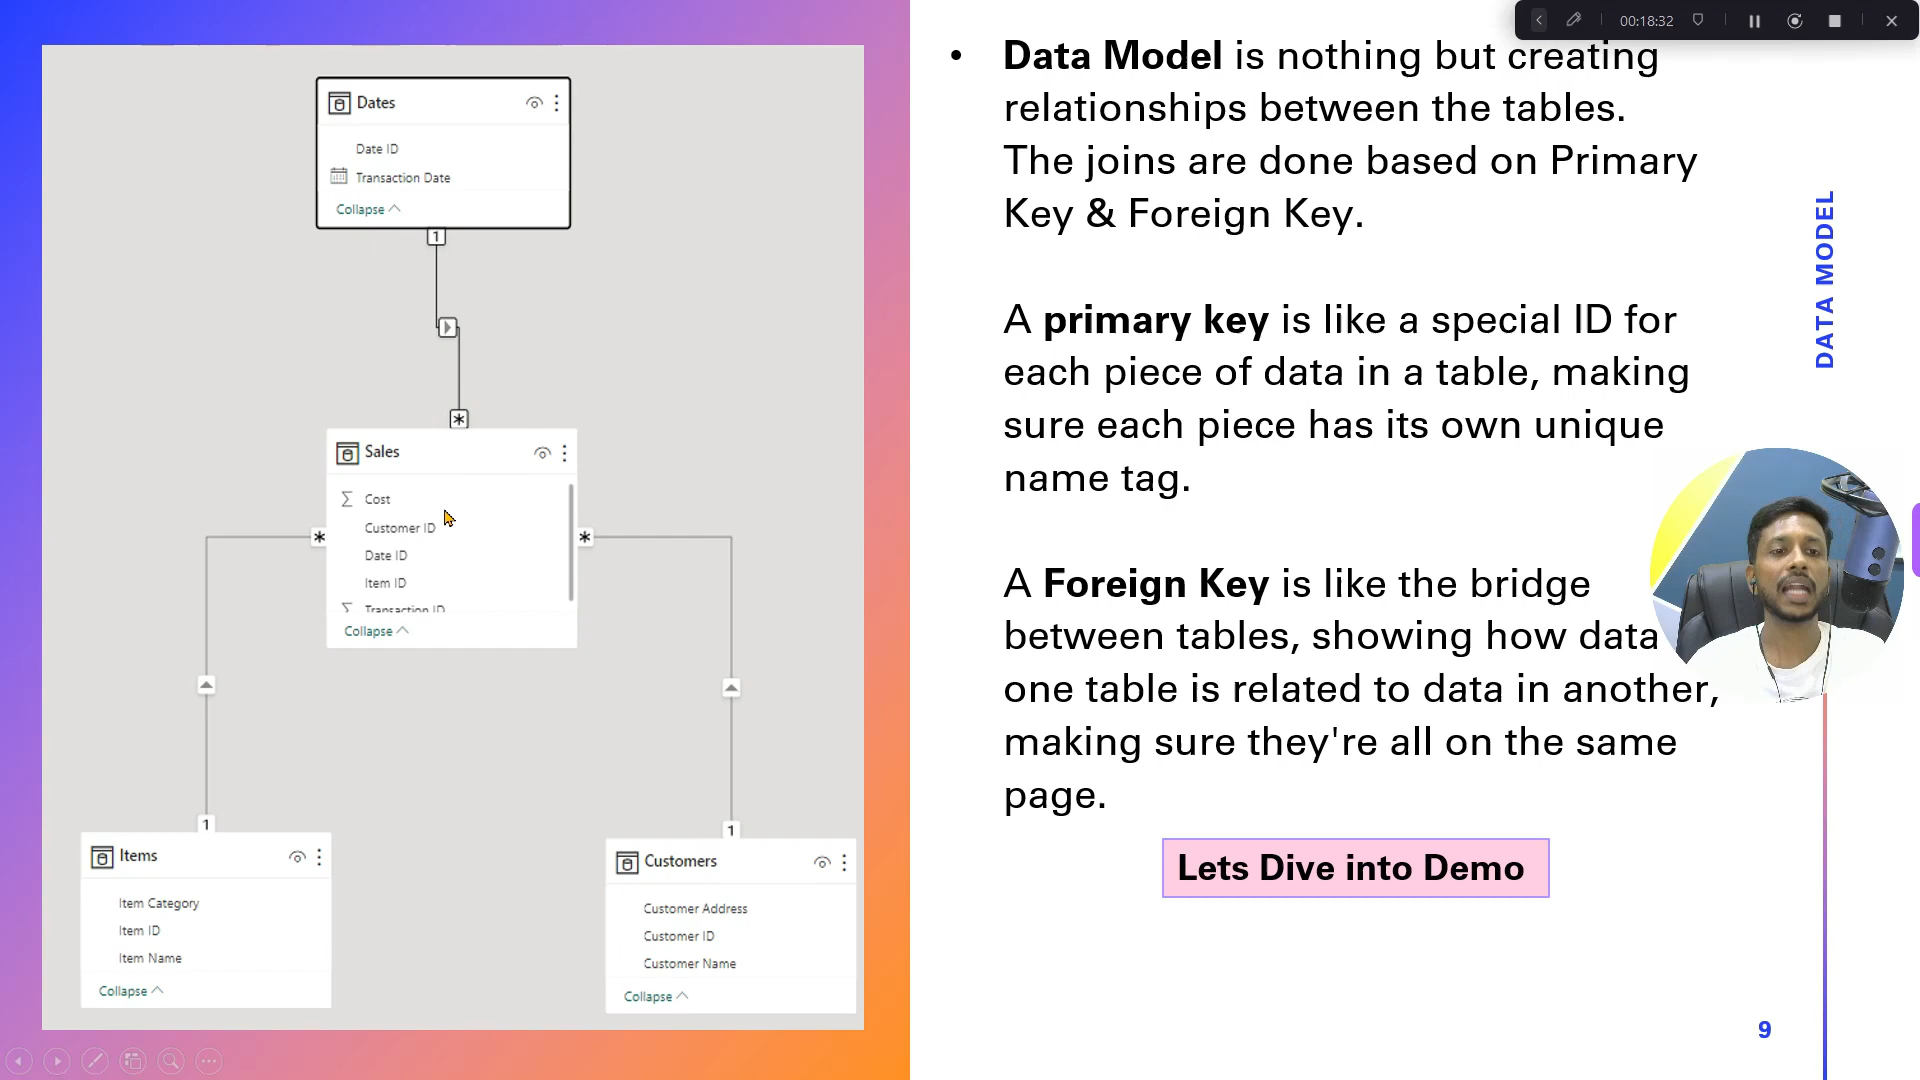 00:18:32
Dates
Date ID
Transaction Date
Collapse
1
*
Sales
Cost
Customer ID
Date ID
Item ID
Transaction ID
Collapse
*
*
1
1
Items
Item Category
Item ID
Item Name
Collapse
Customers
Customer Address
Customer ID
Customer Name
Collapse
• Data Model is nothing but creating
relationships between the tables.
The joins are done based on Primary
Key & Foreign Key.
A primary key is like a special ID for
each piece of data in a table, making
sure each piece has its own unique
name tag.
A Foreign Key is like the bridge
between tables, showing how data
one table is related to data in another,
making sure they're all on the same
page.
Lets Dive into Demo
DATA MODEL
9